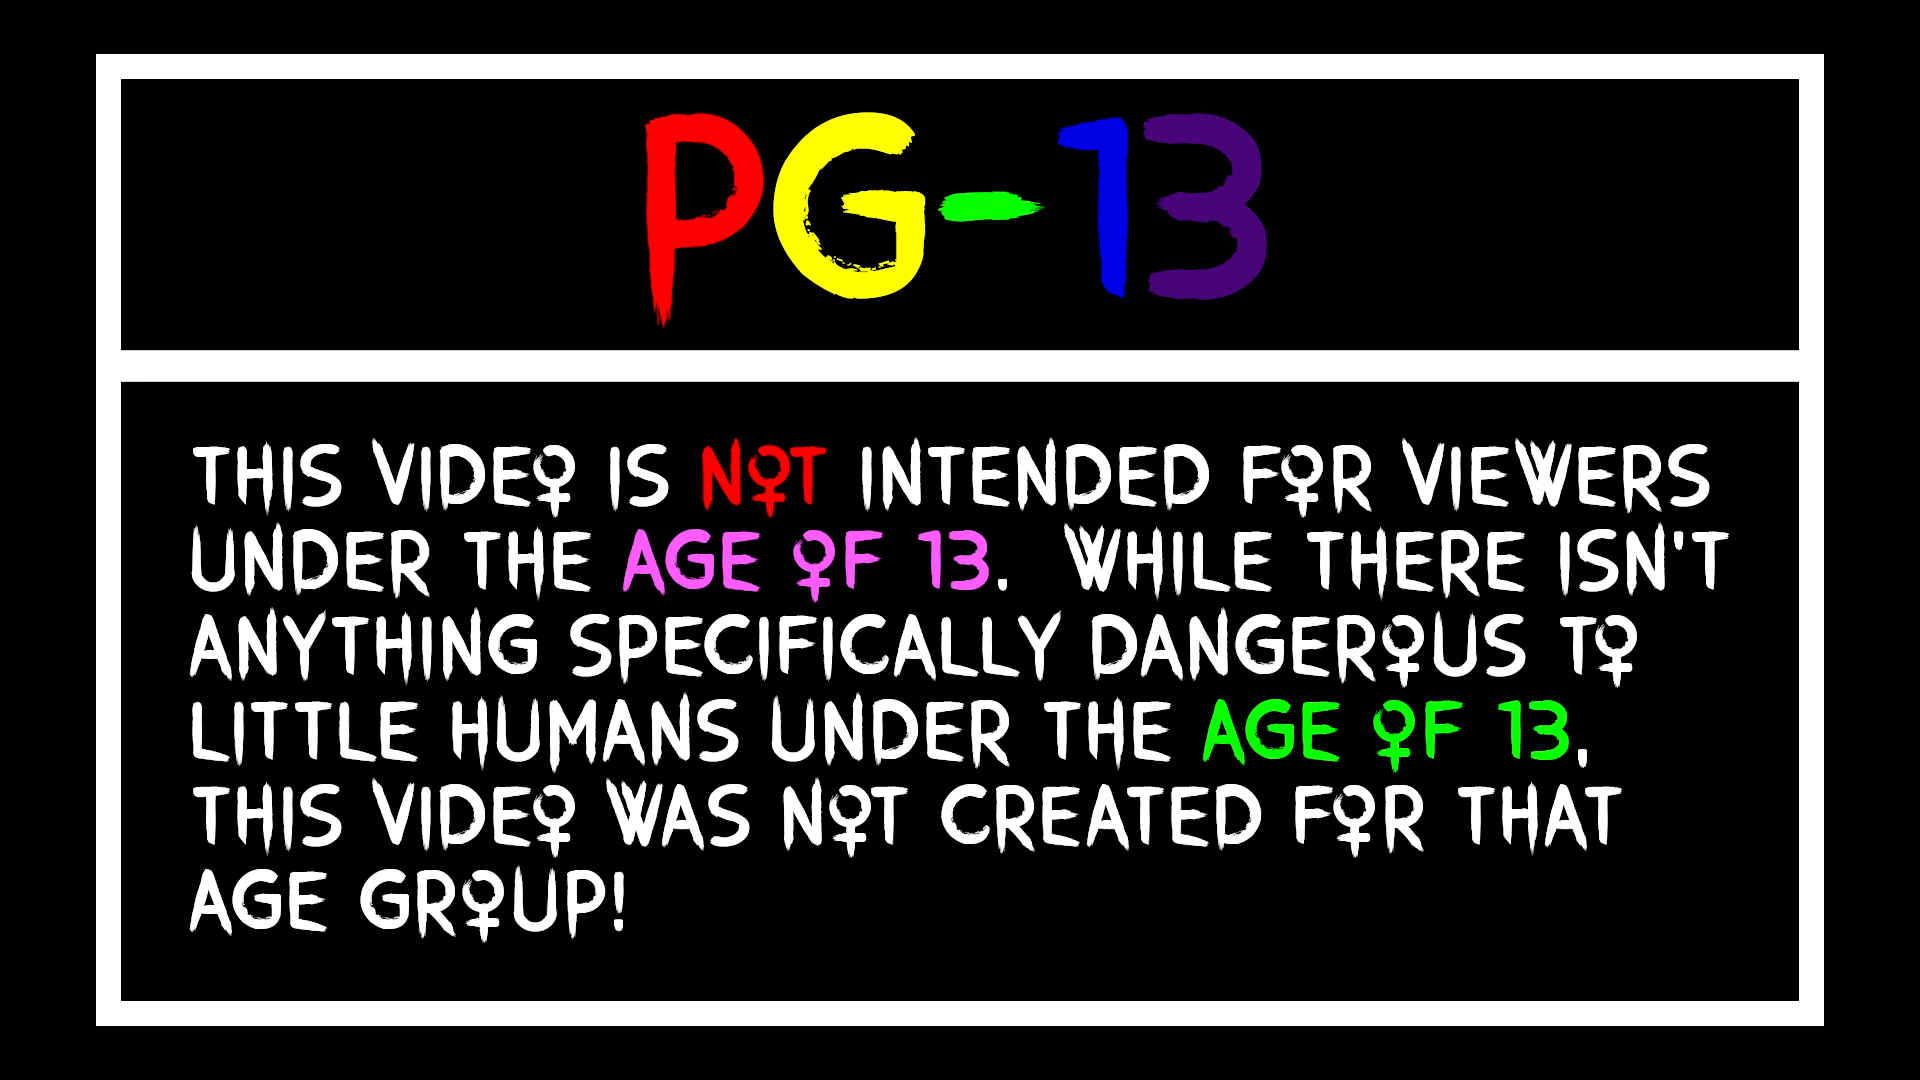 PG-13
THIS VIDEO IS NOT INTENDED FOR VIEWERS
UNDER THE AGE OF 13.  WHILE THERE ISN'T
ANYTHING SPECIFICALLY DANGEROUS TO
LITTLE HUMANS UNDER THE AGE OF 13,
THIS VIDEO WAS NOT CREATED FOR THAT
AGE GROUP!